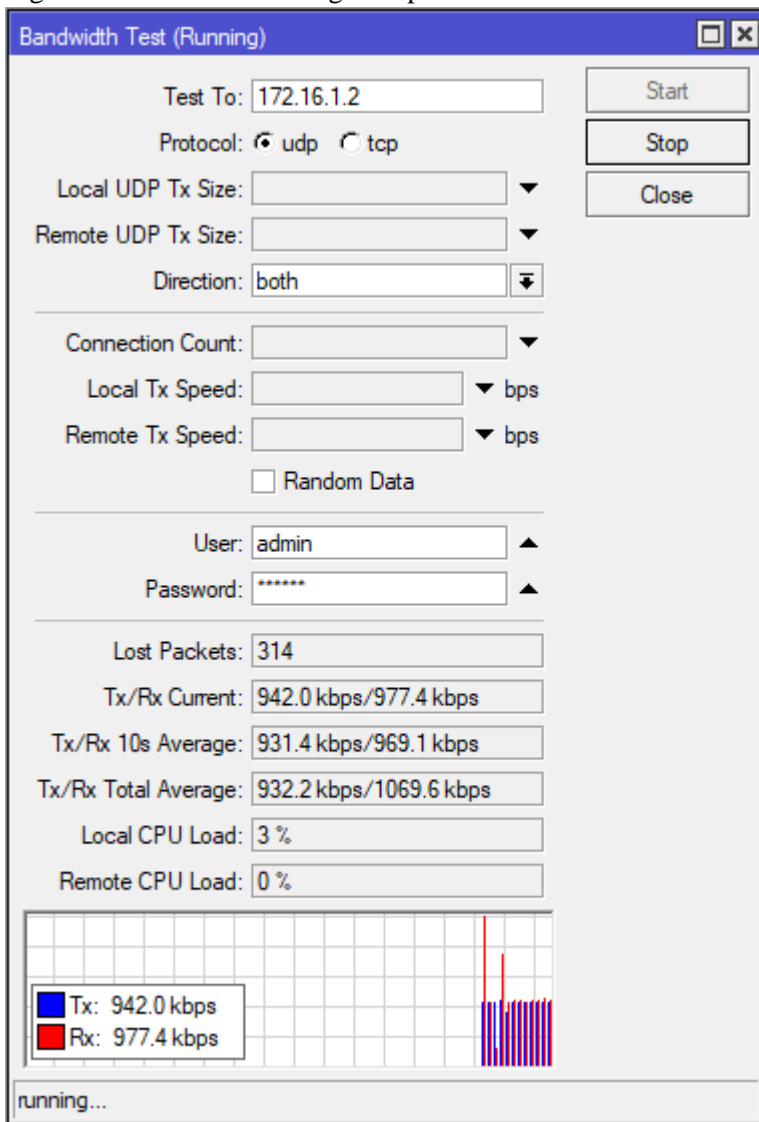 Bandwidth Test (Running)
Test To: 172.16.1.2
Start
Protocol: udp tcp
Stop
Local UDP Tx Size:
Close
Remote UDP Tx Size:
Direction: both
Connection Count:
Local Tx Speed: bps
Remote Tx Speed: bps
Random Data
User: admin
Password: ******
Lost Packets: 314
Tx/Rx Current: 942.0 kbps/977.4 kbps
Tx/Rx 10s Average: 931.4 kbps/969.1 kbps
Tx/Rx Total Average: 932.2 kbps/1069.6 kbps
Local CPU Load: 3 %
Remote CPU Load: 0 %
Tx: 942.0 kbps
Rx: 977.4 kbps
running...